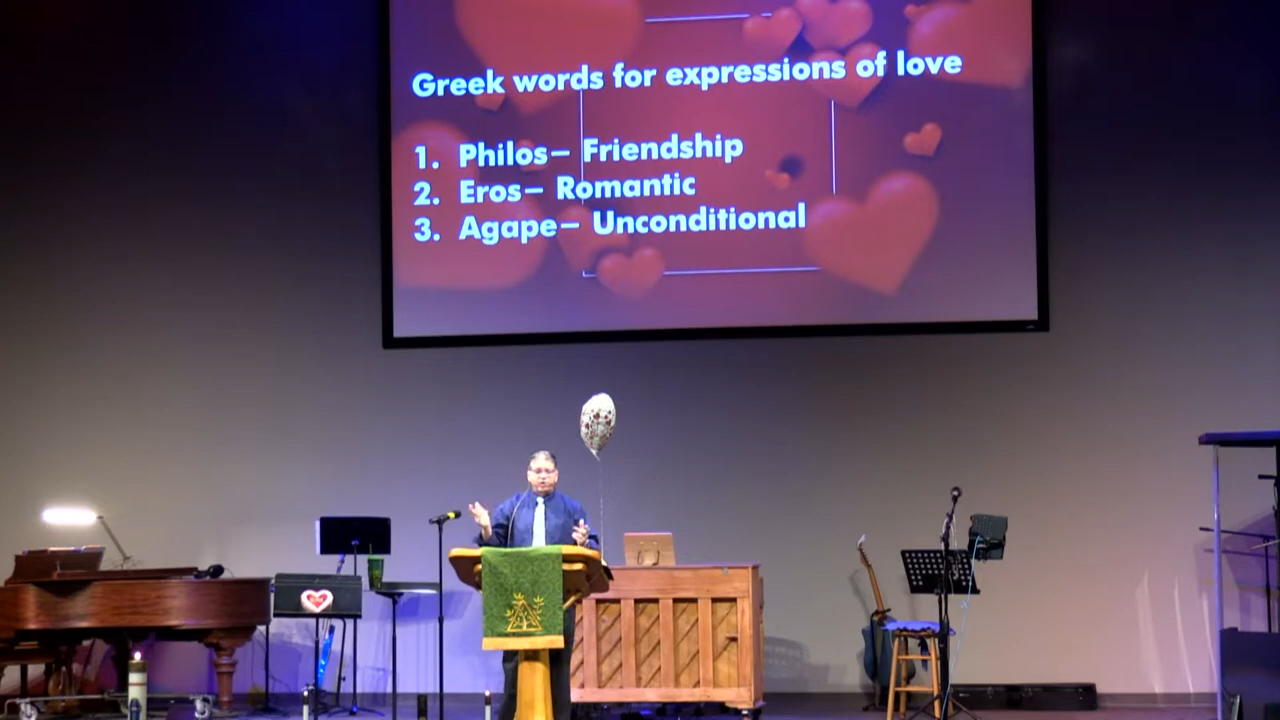 Greek words for expressions of love
1. Philos– Friendship
2. Eros– Romantic
3. Agape– Unconditional